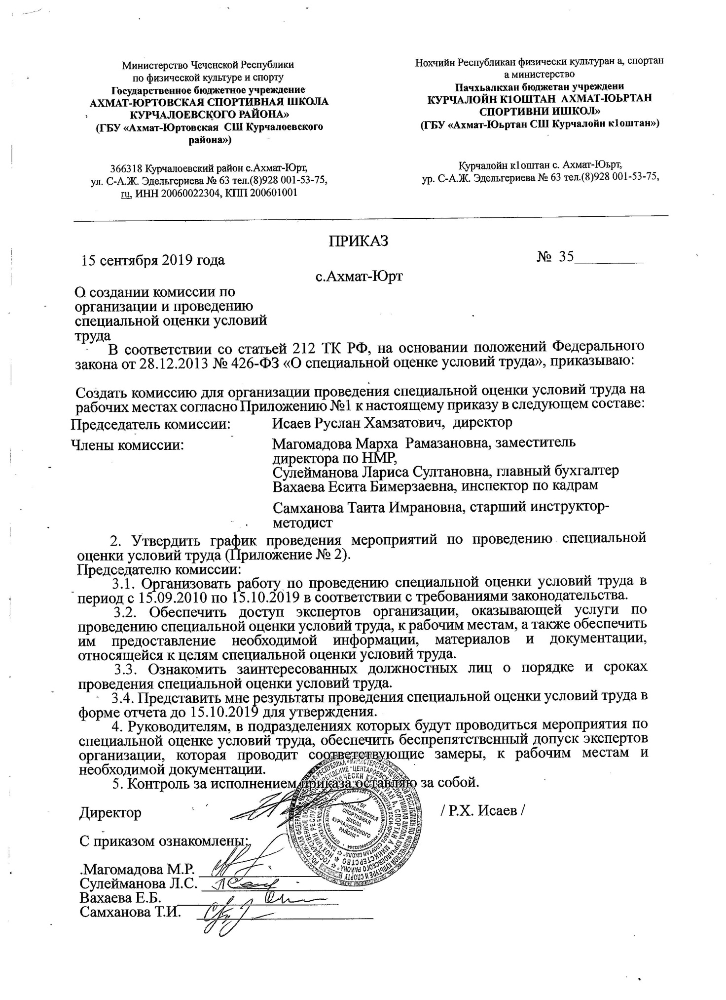 Министерство Чеченской Республики
по физической культуре и спорту
Государственное бюджетное учреждение
АХМАТ-ЮРТОВСКАЯ СПОРТИВНАЯ ШКОЛА
КУРЧАЛОЕВСКОГО РАЙОНА»
(ГБУ «Ахмат-Юртовская СШ Курчалоевского
района»)
366318 Курчалоевский район с.Ахмат-Юрт,
ул. С-А.Ж. Эдельгериева № 63 тел.(8)928 001-53-75,
ru, ИНН 20060022304, КПП 200601001
Нохчийн Республикан физически культуран а, спортан
а министерство
Пачхьалкхан бюджетан учреждени
КУРЧАЛОЙН К1ОШТАН АХМАТ-ЮЬРТАН
СПОРТИВНИ ИШКОЛ»
(ГБУ «Ахмат-Юьртан СШ Курчалойн к1оштан»)
Курчалойн к1оштан с. Ахмат-Юьрт,
ур. С-А.Ж. Эдельгериева № 63 тел.(8)928 001-53-75,
ПРИКАЗ
15 сентября 2019 года
№ 35
с.Ахмат-Юрт
О создании комиссии по
организации и проведению
специальной оценки условий
труда
В соответствии со статьей 212 ТК РФ, на основании положений Федерального
закона от 28.12.2013 № 426-ФЗ «О специальной оценке условий труда», приказываю:
Создать комиссию для организации проведения специальной оценки условий труда на
рабочих местах согласно Приложению №1 к настоящему приказу в следующем составе:
Председатель комиссии: Исаев Руслан Хамзатович, директор
Члены комиссии: Магомадова Марха Рамазановна, заместитель
директора по НМР,
Сулейманова Лариса Султановна, главный бухгалтер
Вахаева Есита Бимерзаевна, инспектор по кадрам
Самханова Таита Имрановна, старший инструктор-
методист
2. Утвердить график проведения мероприятий по проведению специальной
оценки условий труда (Приложение № 2).
Председателю комиссии:
3.1. Организовать работу по проведению специальной оценки условий труда в
период с 15.09.2010 по 15.10.2019 в соответствии с требованиями законодательства.
3.2. Обеспечить доступ экспертов организации, оказывающей услуги по
проведению специальной оценки условий труда, к рабочим местам, а также обеспечить
им предоставление необходимой информации, материалов и документации,
относящейся к целям специальной оценки условий труда.
3.3. Ознакомить заинтересованных должностных лиц о порядке и сроках
проведения специальной оценки условий труда.
3.4. Представить мне результаты проведения специальной оценки условий труда в
форме отчета до 15.10.2019 для утверждения.
4. Руководителям, в подразделениях которых будут проводиться мероприятия по
специальной оценке условий труда, обеспечить беспрепятственный допуск экспертов
организации, которая проводит соответствующие замеры, к рабочим местам и
необходимой документации.
5. Контроль за исполнением приказа оставляю за собой.
Директор / Р.Х. Исаев /
ГБУ
"ЦЕНТАРОЕВСКАЯ
СПОРТИВНАЯ
ШКОЛА
КУРЧАЛОЕВСКОГО
РАЙОНА"
С приказом ознакомлены:
.Магомадова М.Р.
Сулейманова Л.С.
Вахаева Е.Б.
Самханова Т.И.